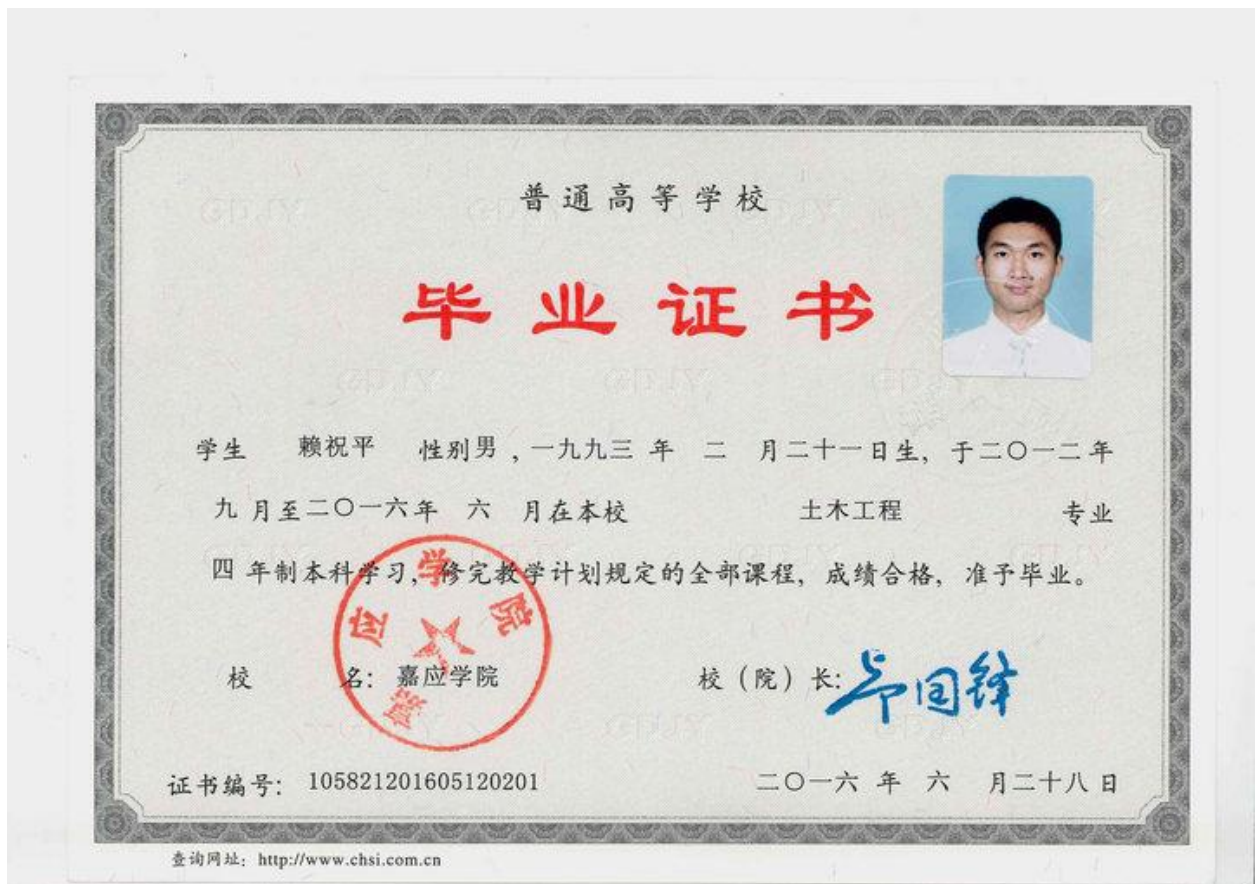 普通高等学校
毕业证书
学生 赖祝平 性别男,一九九三年 二 月二十一日生,于二〇一二年
九月至二〇一六年 六 月在本校 土木工程 专业
四年制本科学习,修完教学计划规定的全部课程,成绩合格,准予毕业。
嘉应学院
校 名:嘉应学院 校(院)长:
证书编号:105821201605120201 二〇一六年 六 月二十八日
查询网址:http://www.chsi.com.cn